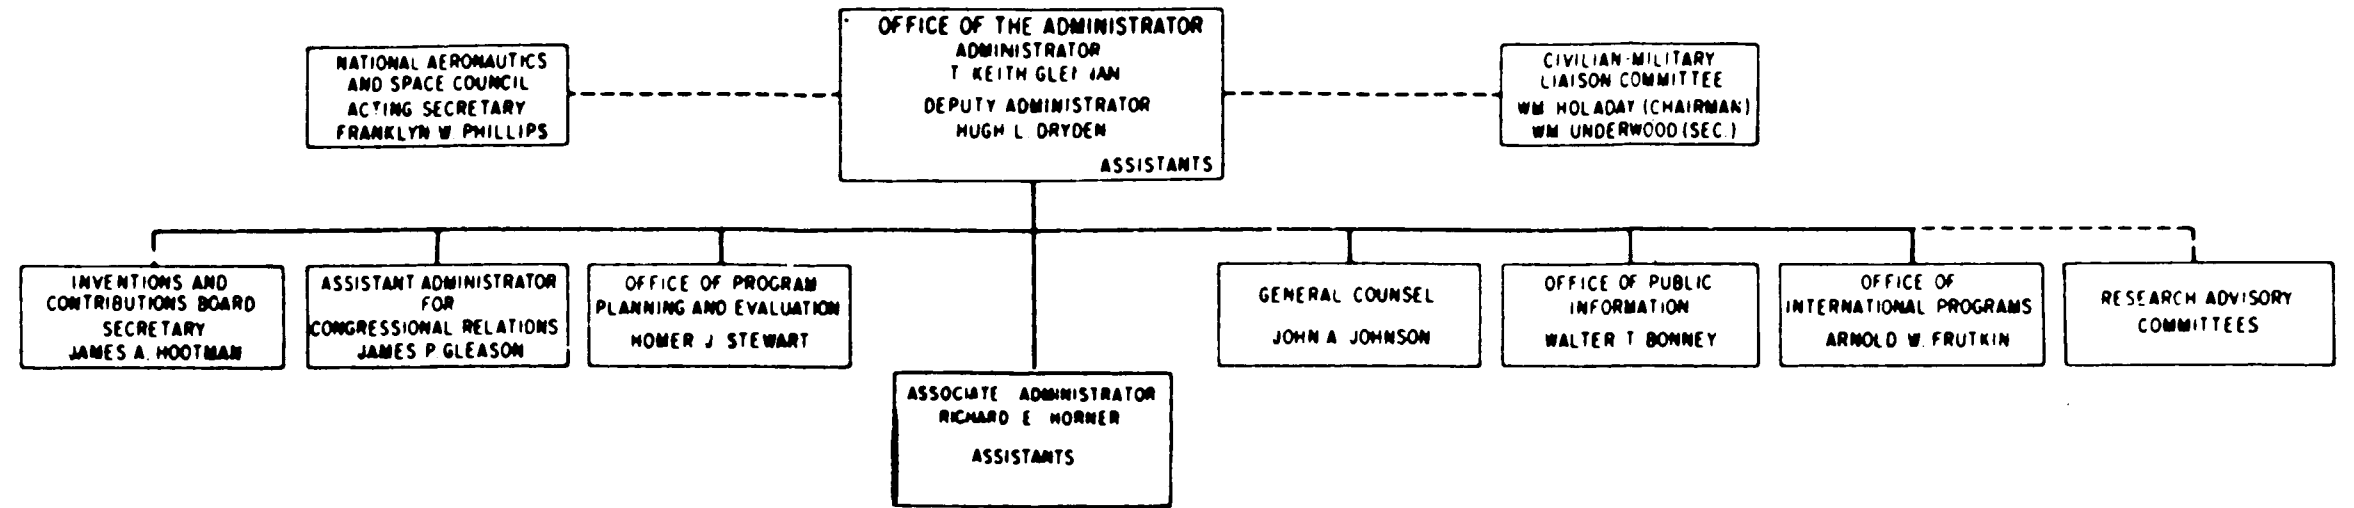 OFFICE OF THE ADMINISTRATOR
ADMINISTRATOR
T. KEITH
DEPUTY ADMINISTRATOR
HUGH L. DRYDEN
ASSISTANTS
NATIONAL AERONAUTICS
AND SPACE COUNCIL
ACTING SECRETARY
FRANKLYN W. PHILLIPS
CIVILIAN-MILITARY
LIAISON COMMITTEE
WM HOLADAY (CHAIRMAN)
WM UNDERWOOD (SEC.)
INVENTIONS AND
CONTRIBUTIONS BOARD
SECRETARY
JAMES A. HOOTMAN
ASSISTANT ADMINISTRATOR
FOR
CONGRESSIONAL RELATIONS
JAMES P. GLEASON
OFFICE OF PROGRAM
PLANNING AND EVALUATION
HOMER J STEWART
GENERAL COUNSEL
JOHN A JOHNSON
OFFICE OF PUBLIC
INFORMATION
WALTER T BONNEY
OFFICE OF
INTERNATIONAL PROGRAMS
ARNOLD W. FRUTKIN
RESEARCH ADVISORY
COMMITTEES
ASSOCIATE ADMINISTRATOR
RICHARD E HORNER
ASSISTANTS